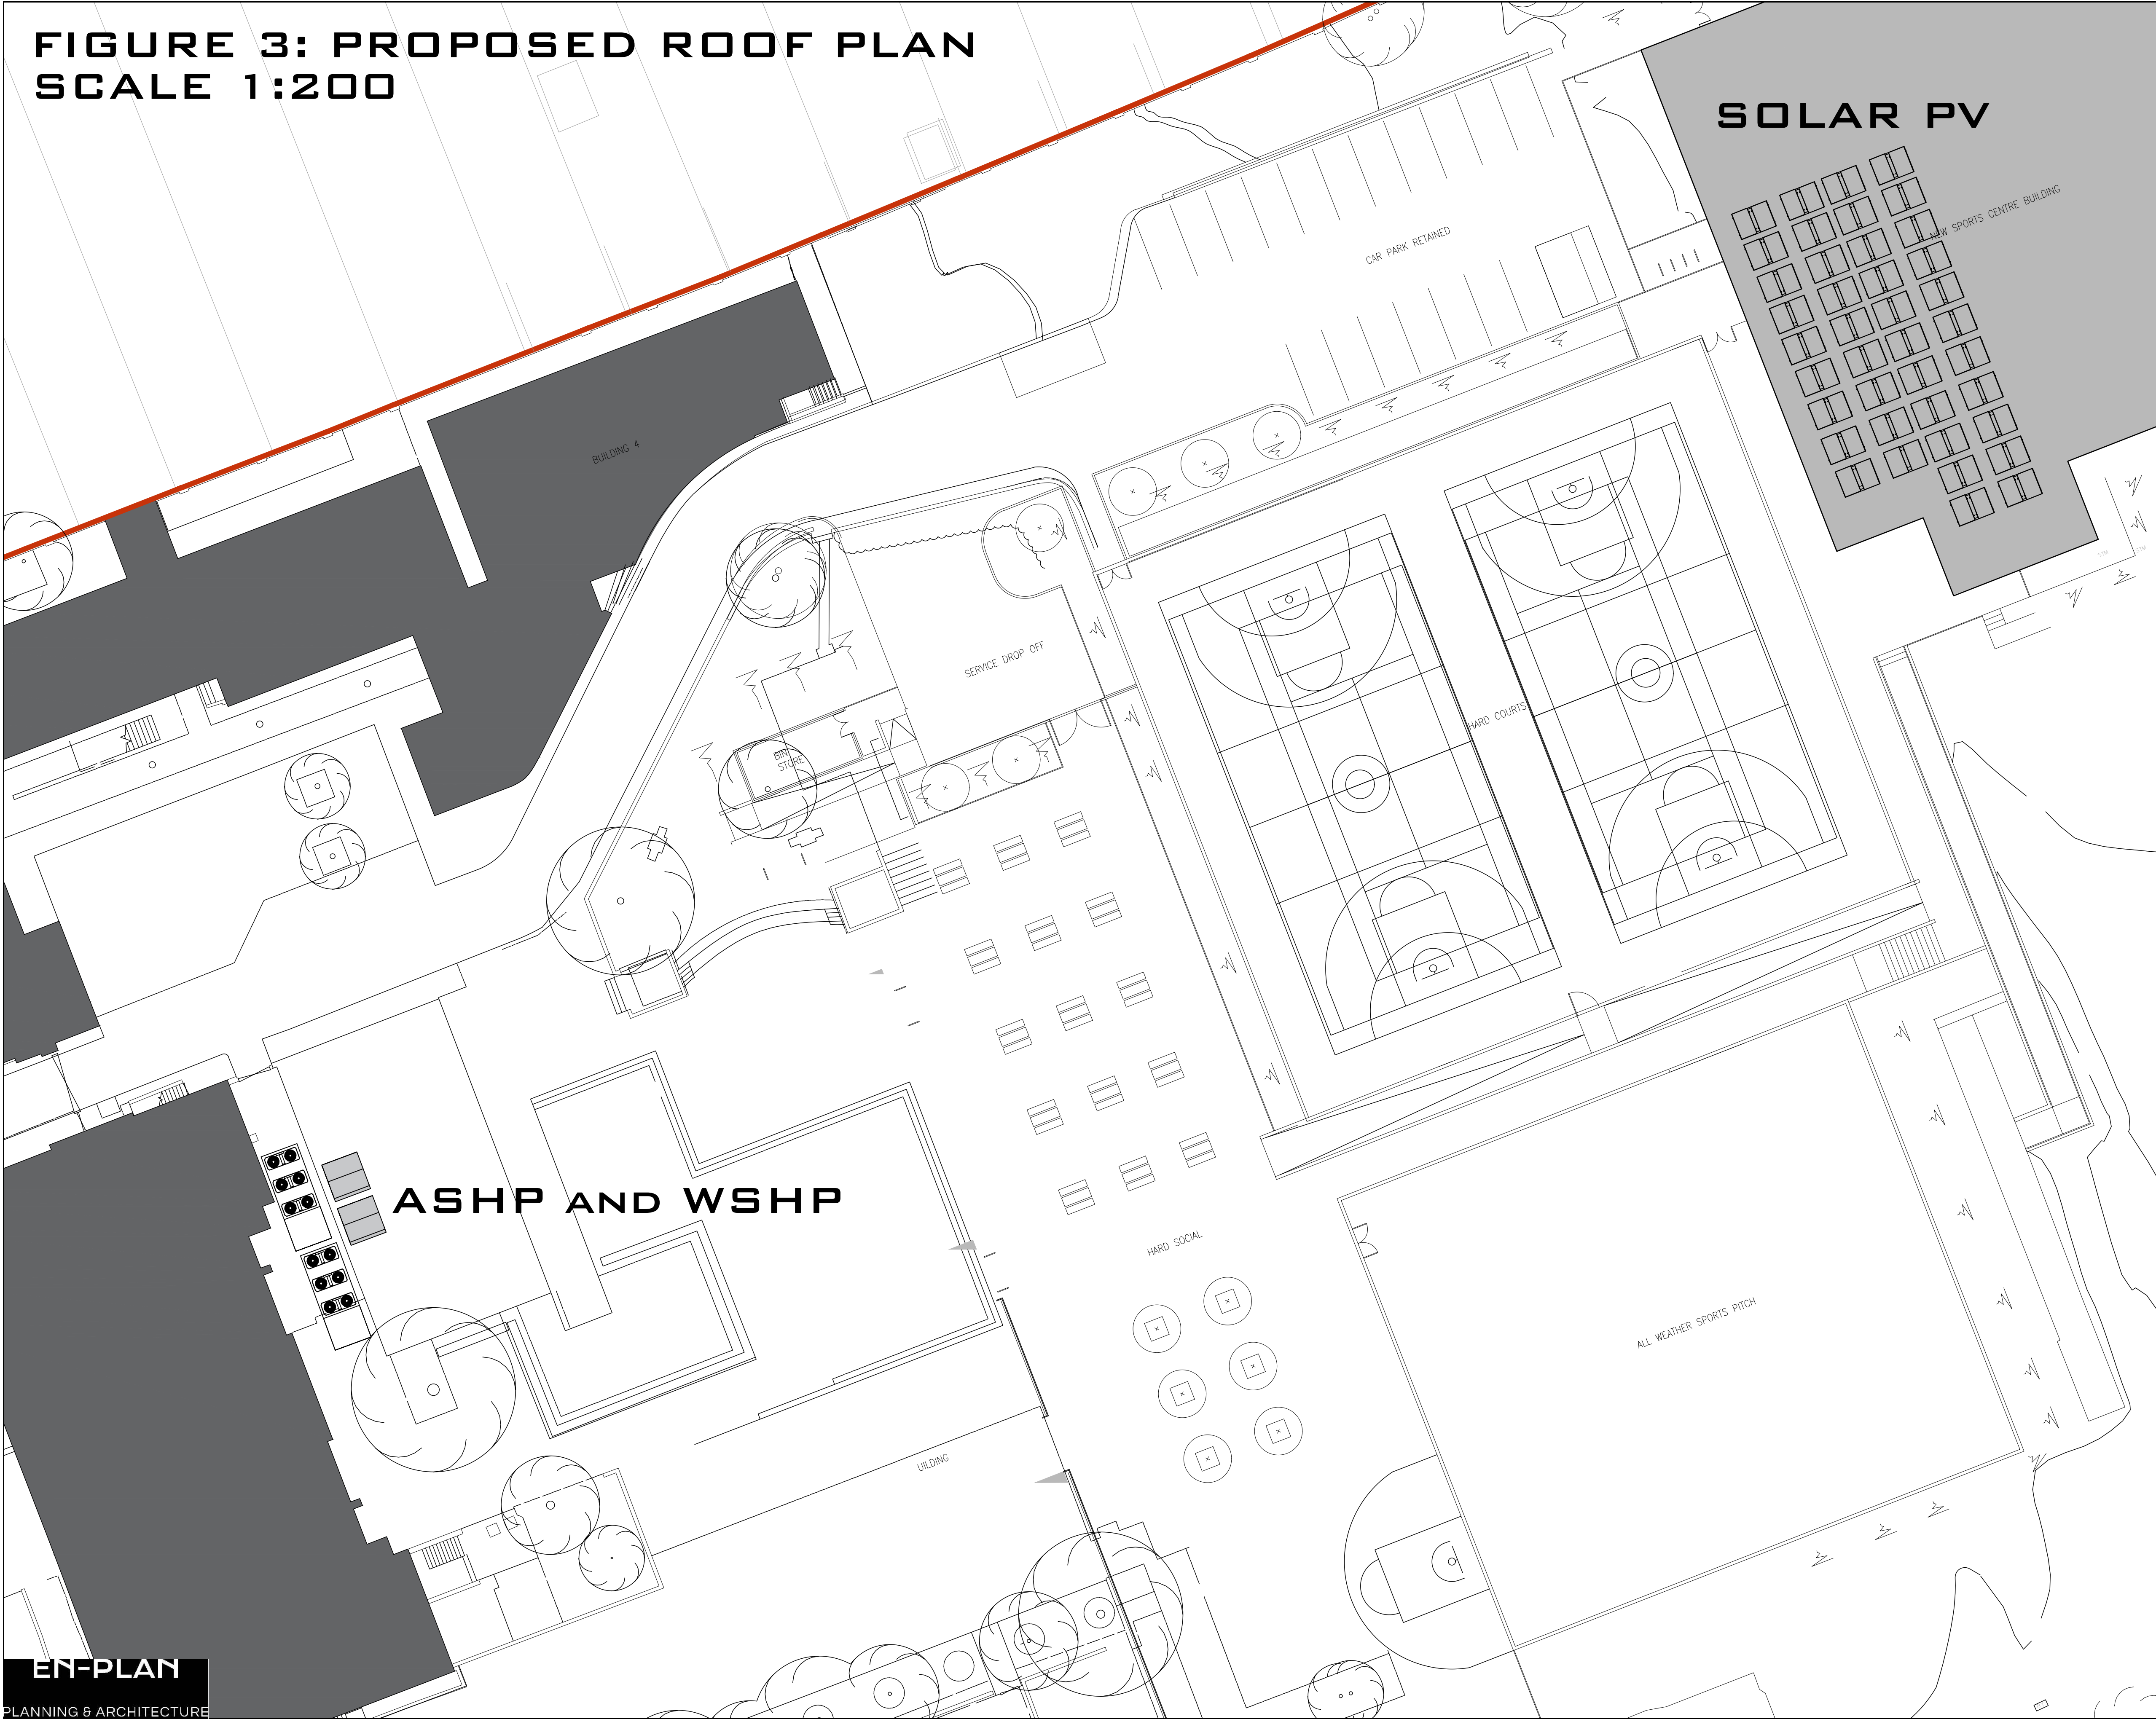 FIGURE 3: PROPOSED ROOF PLAN
SCALE 1:200
SOLAR PV
NEW SPORTS CENTRE BUILDING
CAR PARK RETAINED
BUILDING 4
SERVICE DROP OFF
HARD COURTS
BIN
STORE
ASHP AND WSHP
HARD SOCIAL
ALL WEATHER SPORTS PITCH
UILDING
EN-PLAN
PLANNING & ARCHITECTURE